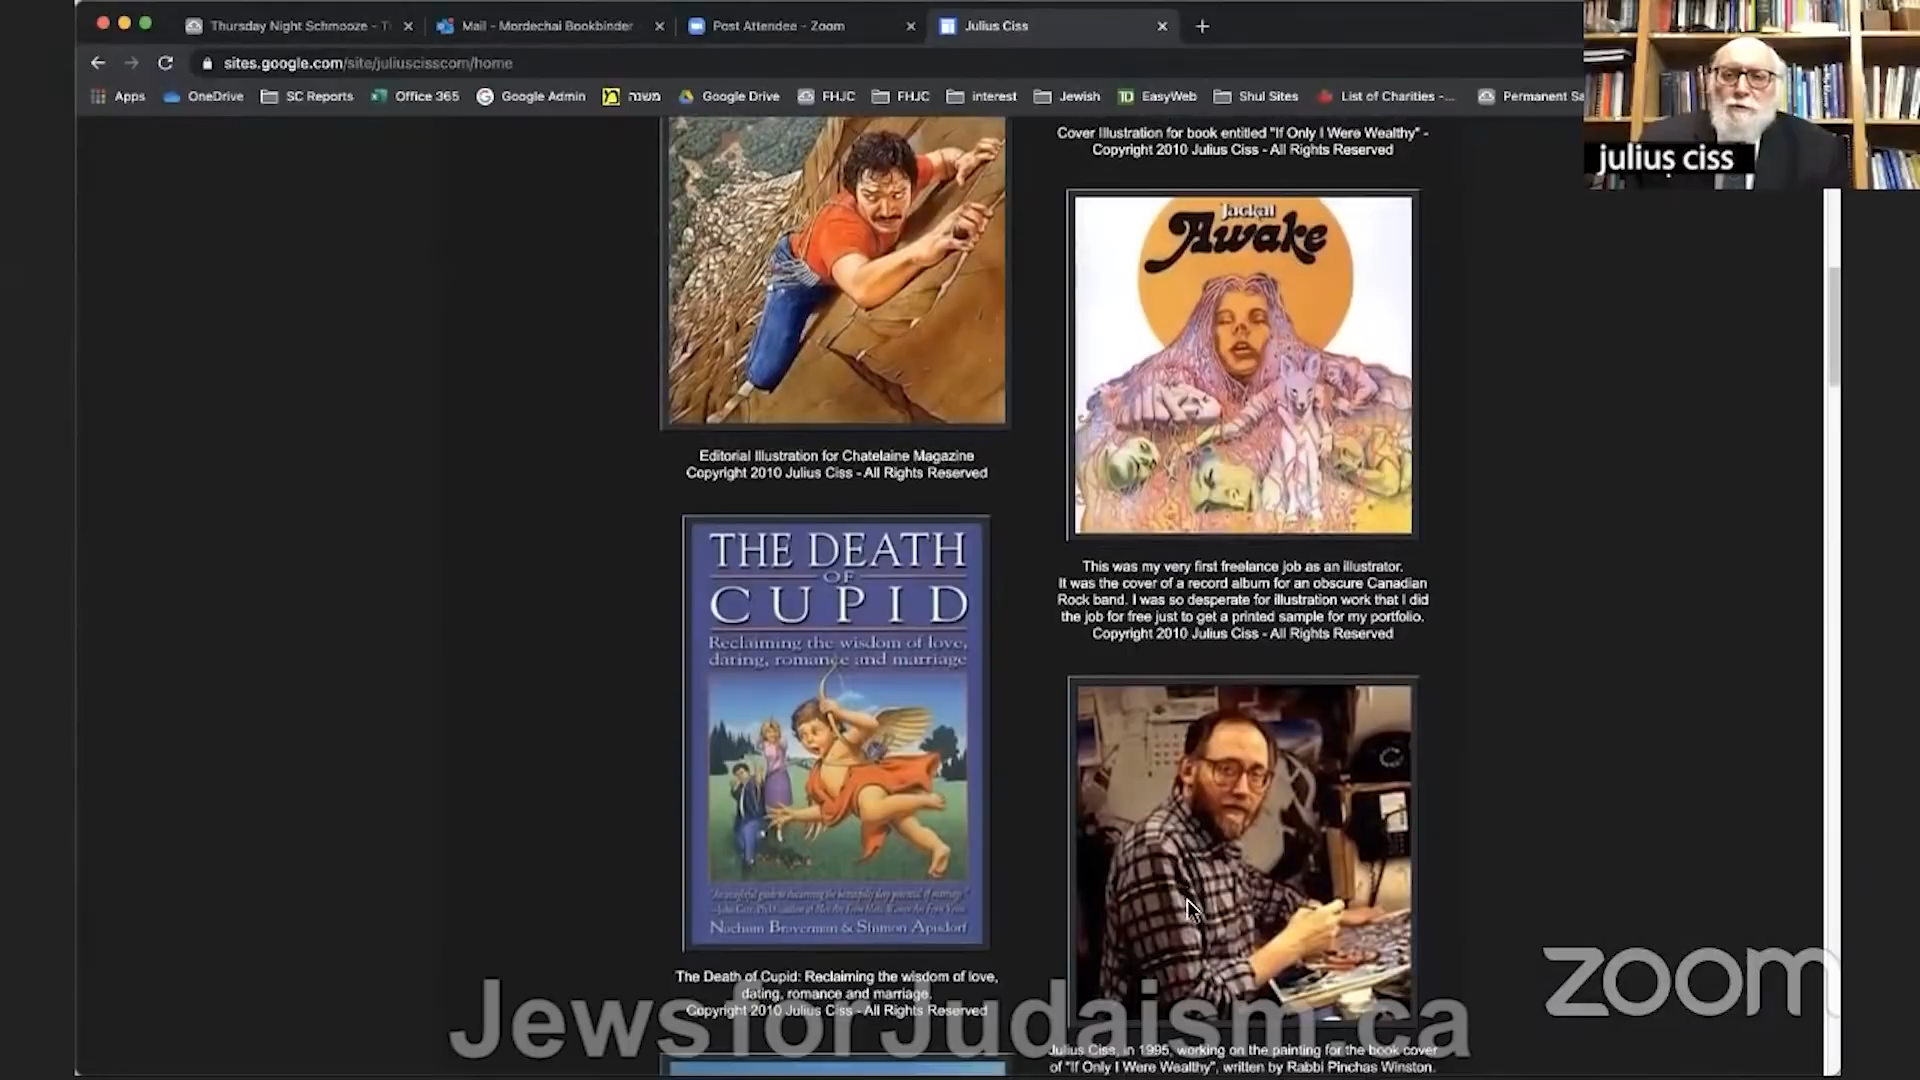 Thursday Night Schmooze - T
Mail - Mordechai Bookbinder
Post Attendee - Zoom
Julius Ciss
sites.google.com/site/juliuscisscom/home
Apps
OneDrive
SC Reports
Office 365
Google Admin
משנה
Google Drive
FHJC
FHJC
interest
Jewish
EasyWeb
Shul Sites
List of Charities -...
Permanent Sa
julius ciss
Cover Illustration for book entitled "If Only I Were Wealthy" -
Copyright 2010 Julius Ciss - All Rights Reserved
Jackal
Awake
Editorial Illustration for Chatelaine Magazine
Copyright 2010 Julius Ciss - All Rights Reserved
This was my very first freelance job as an illustrator.
It was the cover of a record album for an obscure Canadian
Rock band. I was so desperate for illustration work that I did
the job for free just to get a printed sample for my portfolio.
Copyright 2010 Julius Ciss - All Rights Reserved
THE DEATH
OF
CUPID
Reclaiming the wisdom of love,
dating, romance and marriage
Nachum Braverman & Shimon Apisdorf
The Death of Cupid: Reclaiming the wisdom of love,
dating, romance and marriage.
Copyright 2010 Julius Ciss - All Rights Reserved
Julius Ciss, in 1995, working on the painting for the book cover
of "If Only I Were Wealthy", written by Rabbi Pinchas Winston.
JewsforJudaism.ca
zoom